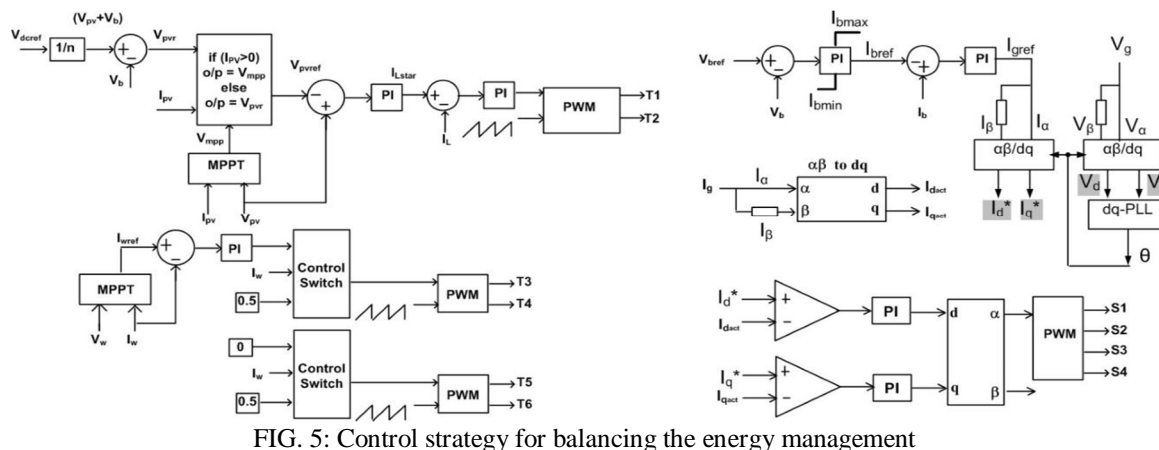 (Vpv+Vb)
Vdcref
1/n
+
−
Vpvr
Vb
if (IPV>0)
o/p = Vmpp
else
o/p = Vpvr
Ipv
Vmpp
MPPT
Ipv
Vpv
Vpvref
−
+
PI
ILstar
+
−
IL
PI
PWM
T1
T2
Iwref
+
−
PI
MPPT
Vw
Iw
Control
Switch
Iw
0.5
PWM
T3
T4
0
Iw
0.5
Control
Switch
PWM
T5
T6
Vbref
+
−
Vb
Ibmax
PI
Ibmin
Ibref
−
+
Ib
PI
Igref
Iβ
Iα
αβ/dq
Id*
Iq*
Vg
Vβ
Vα
αβ/dq
Vd
V
dq-PLL
θ
αβ to dq
Ig
Iα
Iβ
α
β
d
q
Idact
Iqact
Id*
Idact
+
−
PI
Iq*
Iqact
+
−
PI
d
q
α
β
PWM
S1
S2
S3
S4
FIG. 5: Control strategy for balancing the energy management